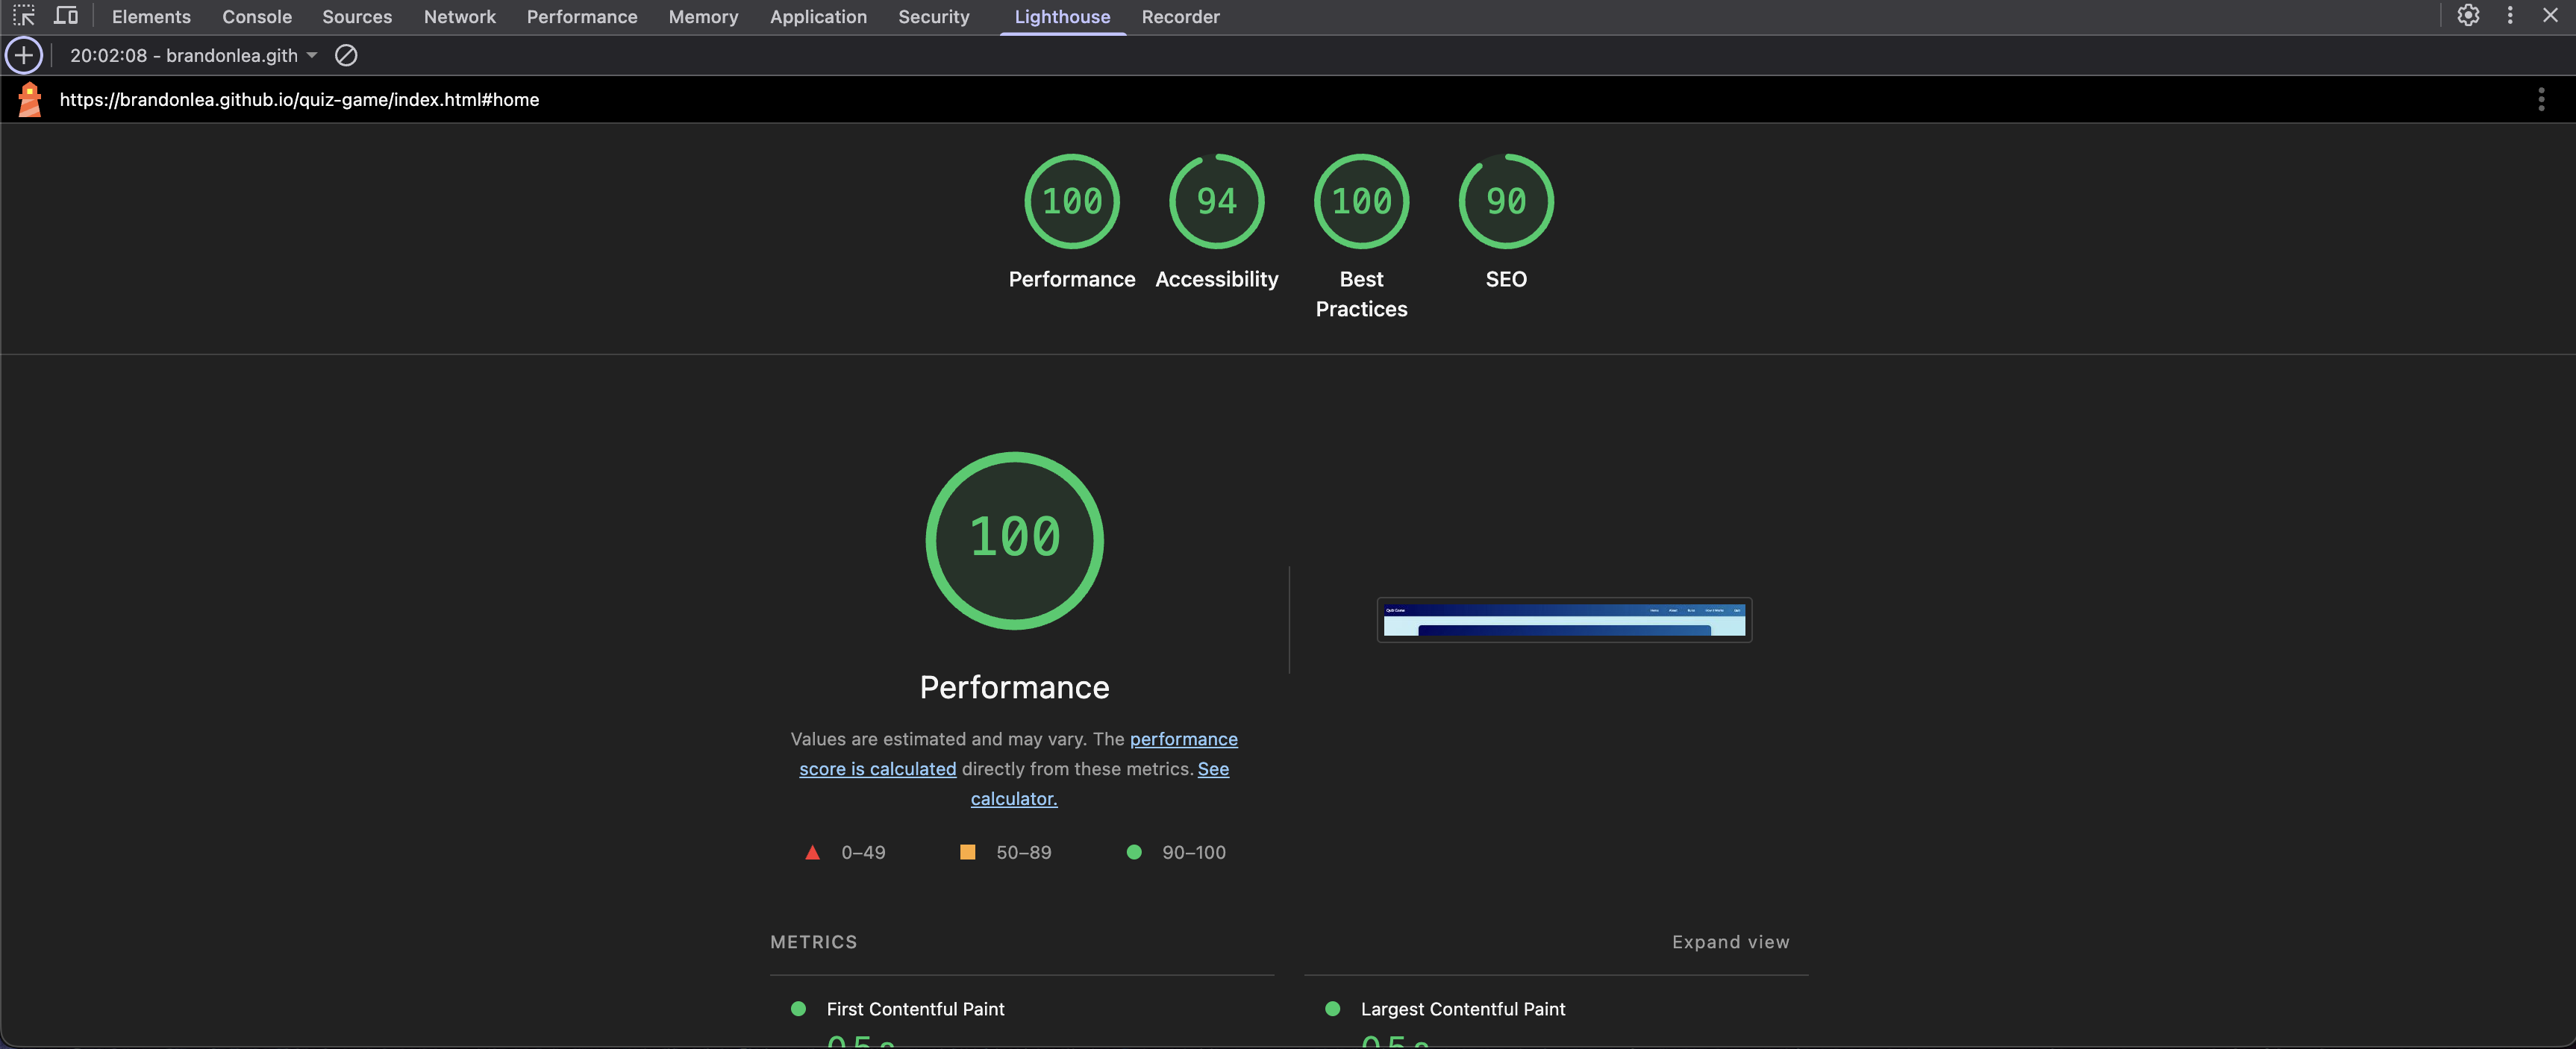 Elements Console Sources Network Performance Memory Application Security Lighthouse Recorder
20:02:08 - brandonlea.gith
https://brandonlea.github.io/quiz-game/index.html#home
100 94 100 90
Performance Accessibility Best Practices SEO
100
Performance
Values are estimated and may vary. The performance
score is calculated directly from these metrics. See
calculator.
0–49 50–89 90–100
METRICS Expand view
First Contentful Paint Largest Contentful Paint